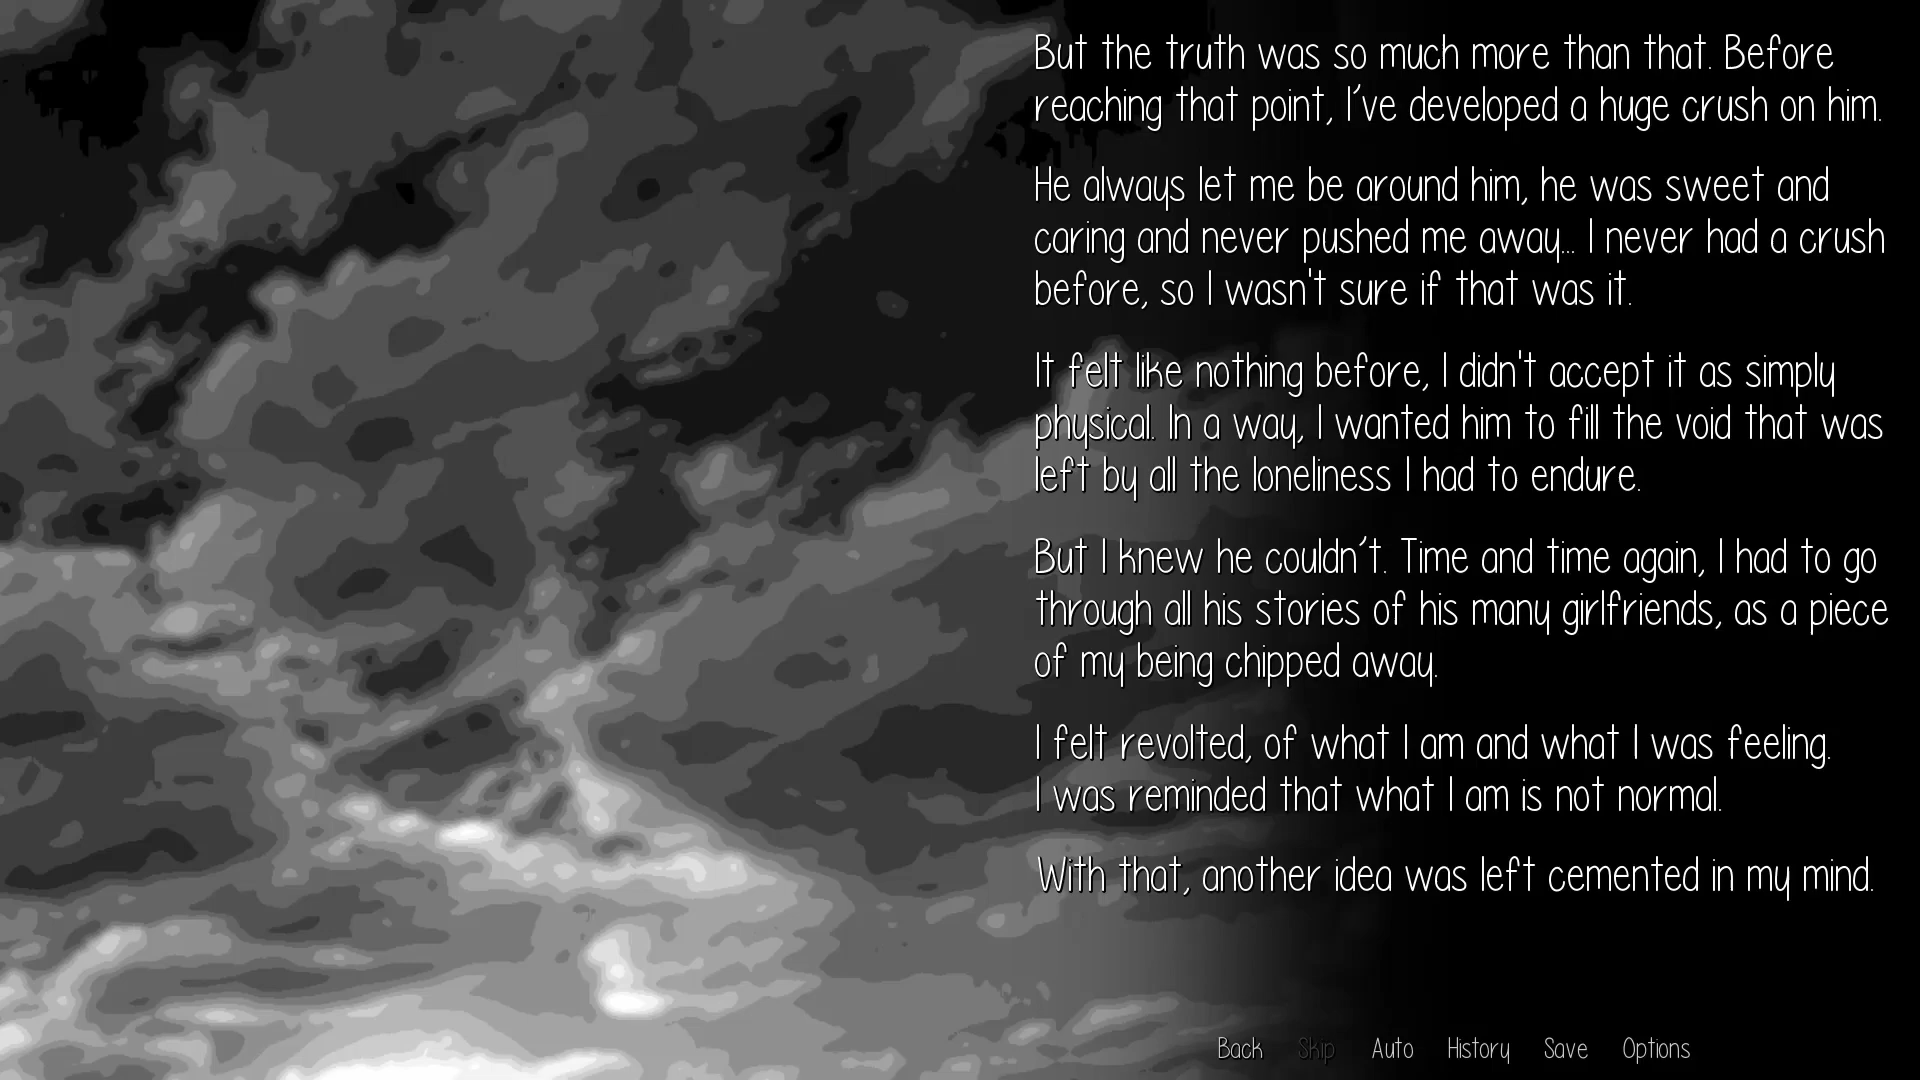 But the truth was so much more than that. Before
reaching that point, I've developed a huge crush on him.
He always let me be around him, he was sweet and
caring and never pushed me away... I never had a crush
before, so I wasn't sure if that was it.
It felt like nothing before, I didn't accept it as simply
physical. In a way, I wanted him to fill the void that was
left by all the loneliness I had to endure.
But I knew he couldn't. Time and time again, I had to go
through all his stories of his many girlfriends, as a piece
of my being chipped away.
I felt revolted, of what I am and what I was feeling.
I was reminded that what I am is not normal.
With that, another idea was left cemented in my mind.
Back Skip Auto History Save Options